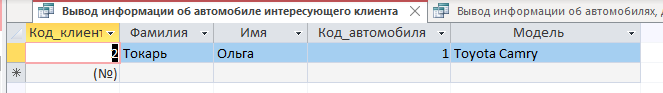 Вывод информации об автомобиле интересующего клиента Вывод информации об автомобилях,
Код_клиент Фамилия Имя Код_автомобиля Модель
2 Токарь Ольга 1 Toyota Camry
* (№)